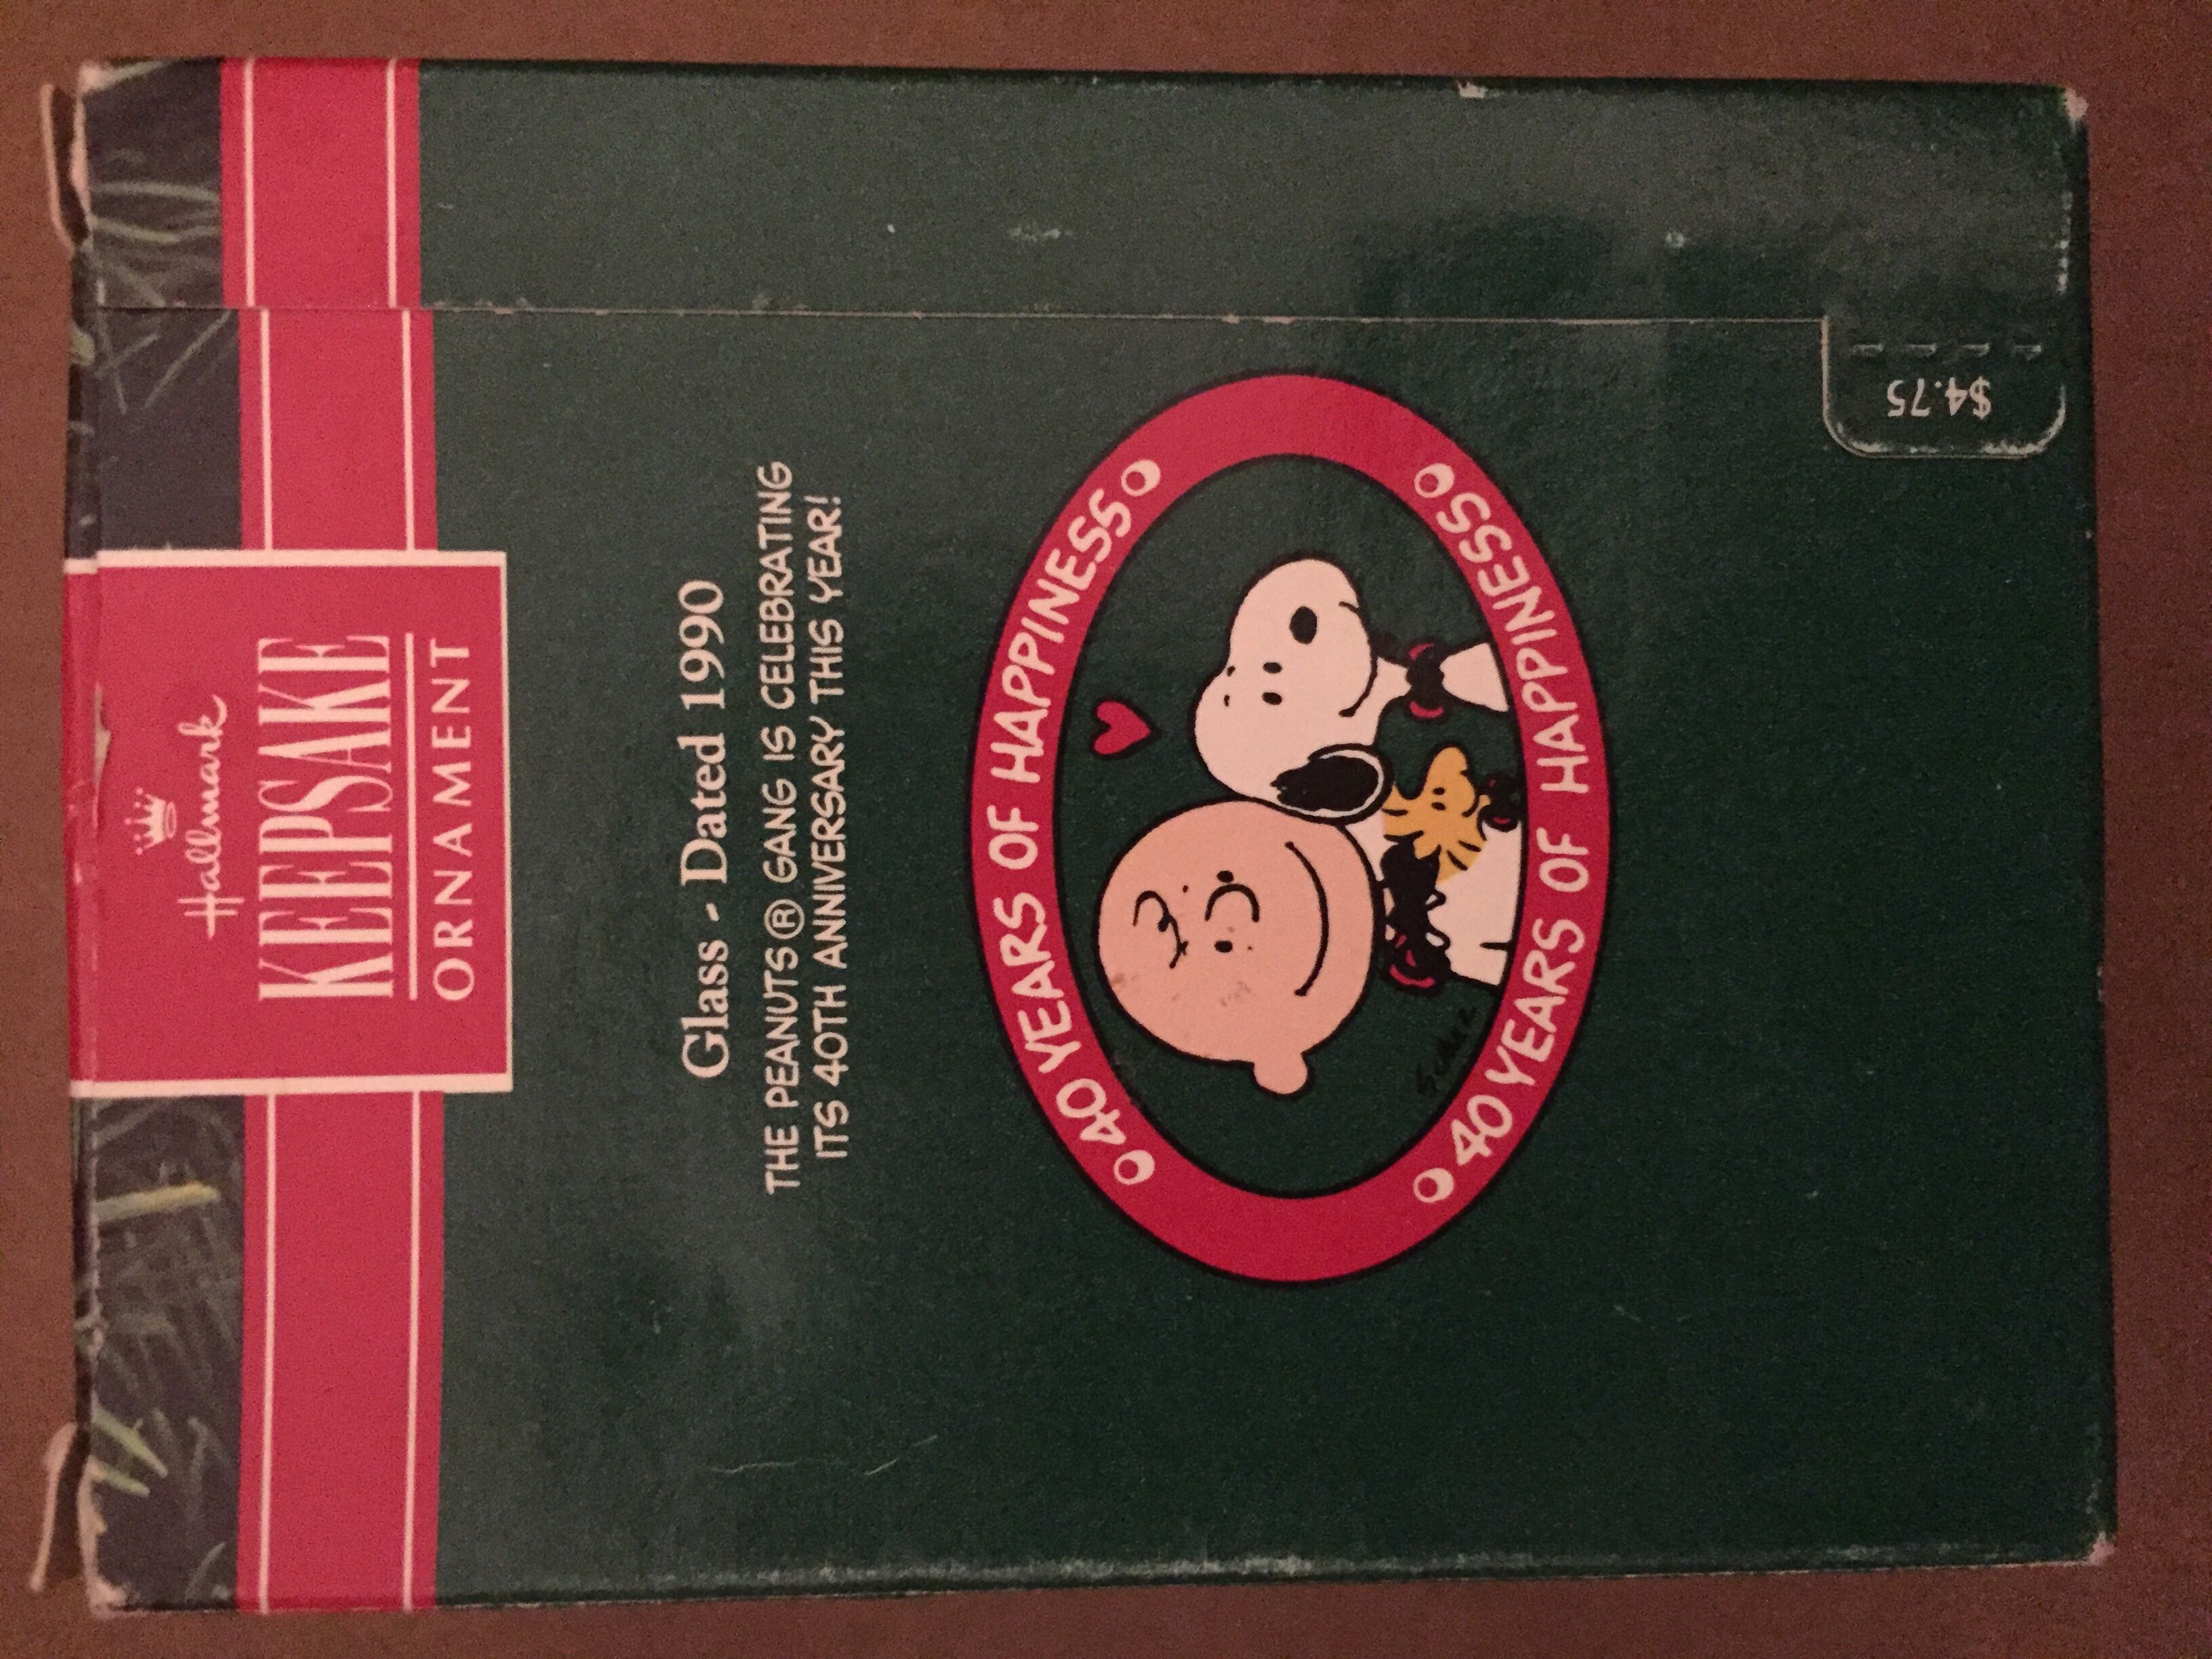 Hallmark
KEEPSAKE
ORNAMENT
Glass - Dated 1990
THE PEANUTS® GANG IS CELEBRATING
ITS 40TH ANNIVERSARY THIS YEAR!
40 YEARS OF HAPPINESS
40 YEARS OF HAPPINESS
$4.75